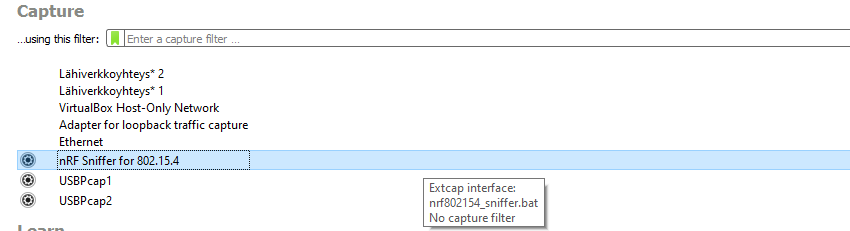 Capture
...using this filter: Enter a capture filter ...
Lähiverkkoyhteys* 2
Lähiverkkoyhteys* 1
VirtualBox Host-Only Network
Adapter for loopback traffic capture
Ethernet
nRF Sniffer for 802.15.4
USBPcap1
USBPcap2
Extcap interface:
nrf802154_sniffer.bat
No capture filter
Learn